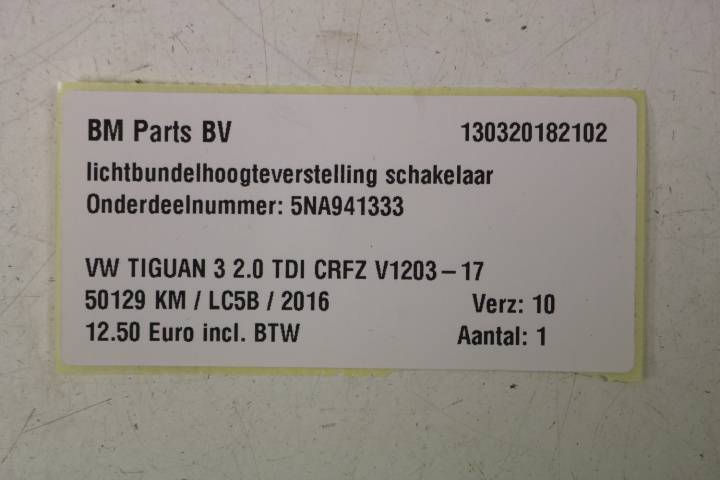 BM Parts BV 130320182102
lichtbundelhoogteverstelling schakelaar
Onderdeelnummer: 5NA941333
VW TIGUAN 3 2.0 TDI CRFZ V1203-17
50129 KM / LC5B / 2016 Verz: 10
12.50 Euro incl. BTW Aantal: 1